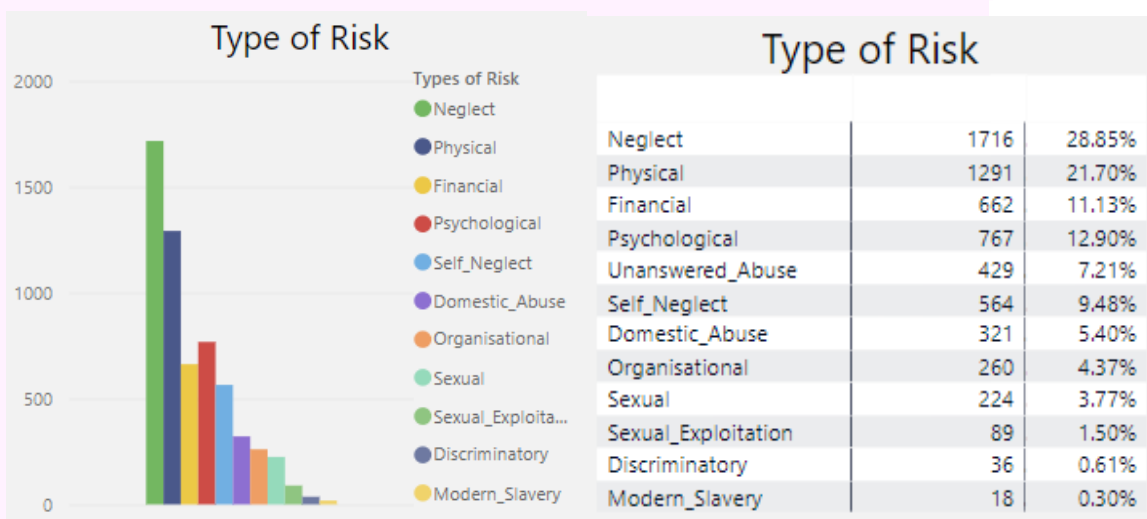 Type of Risk
2000
1500
1000
500
0
Types of Risk
Neglect
Physical
Financial
Psychological
Self_Neglect
Domestic_Abuse
Organisational
Sexual
Sexual_Exploita...
Discriminatory
Modern_Slavery
Type of Risk
Neglect 1716 28.85%
Physical 1291 21.70%
Financial 662 11.13%
Psychological 767 12.90%
Unanswered_Abuse 429 7.21%
Self_Neglect 564 9.48%
Domestic_Abuse 321 5.40%
Organisational 260 4.37%
Sexual 224 3.77%
Sexual_Exploitation 89 1.50%
Discriminatory 36 0.61%
Modern_Slavery 18 0.30%